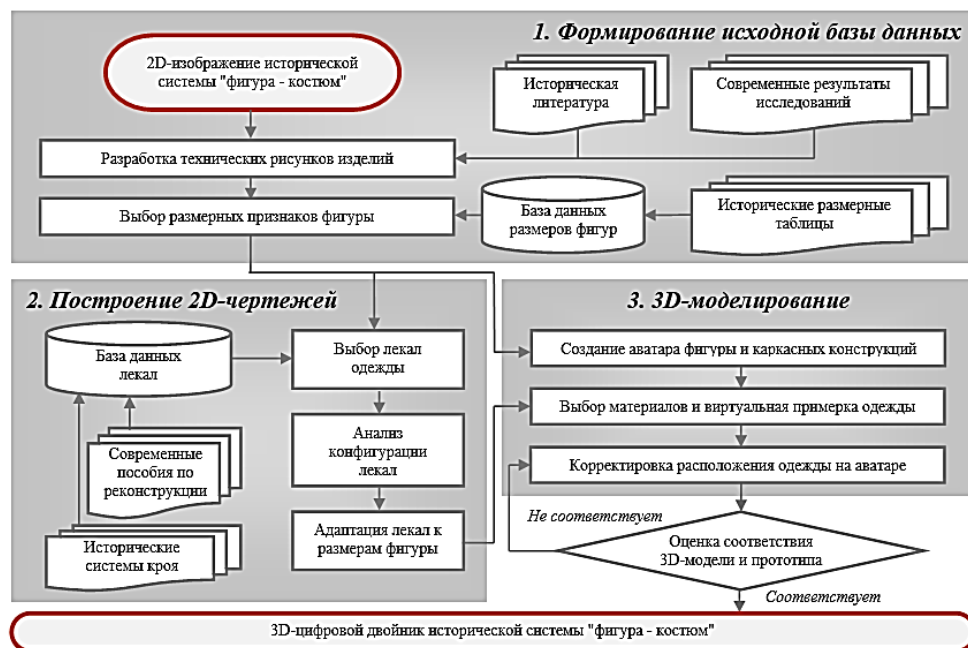 1. Формирование исходной базы данных
2D-изображение исторической
системы "фигура - костюм"
Историческая
литература
Современные результаты
исследований
Разработка технических рисунков изделий
Выбор размерных признаков фигуры
База данных
размеров фигур
Исторические размерные
таблицы
2. Построение 2D-чертежей
База данных
лекал
Выбор лекал
одежды
Анализ
конфигурации
лекал
Современные
пособия по
реконструкции
Исторические
системы кроя
Адаптация лекал к
размерам фигуры
3. 3D-моделирование
Создание аватара фигуры и каркасных конструкций
Выбор материалов и виртуальная примерка одежды
Корректировка расположения одежды на аватаре
Не соответствует
Оценка соответствия
3D-модели и прототипа
Соответствует
3D-цифровой двойник исторической системы "фигура - костюм"